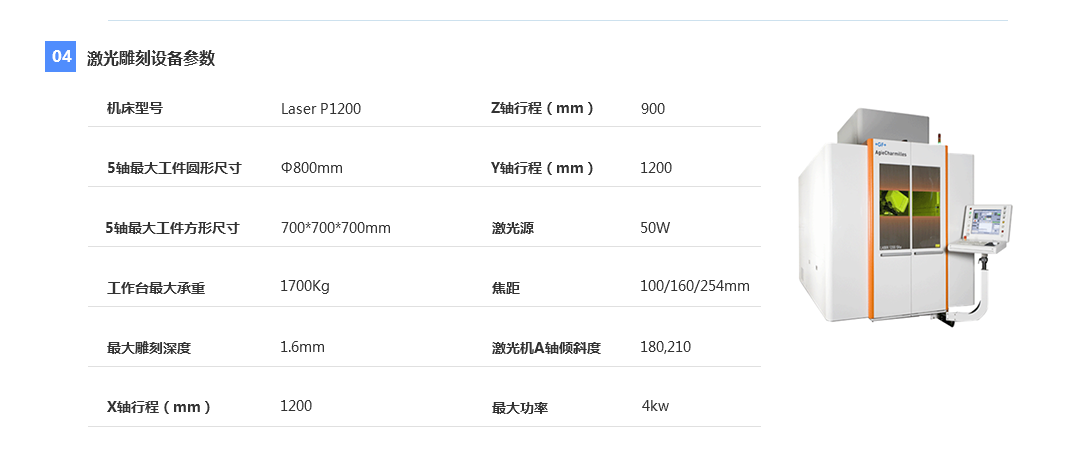 04 激光雕刻设备参数
机床型号 Laser P1200 Z轴行程（mm） 900
5轴最大工件圆形尺寸 Φ800mm Y轴行程（mm） 1200
5轴最大工件方形尺寸 700*700*700mm 激光源 50W
工作台最大承重 1700Kg 焦距 100/160/254mm
最大雕刻深度 1.6mm 激光机A轴倾斜度 180,210
X轴行程（mm） 1200 最大功率 4kw
+GF+
AgieCharmilles